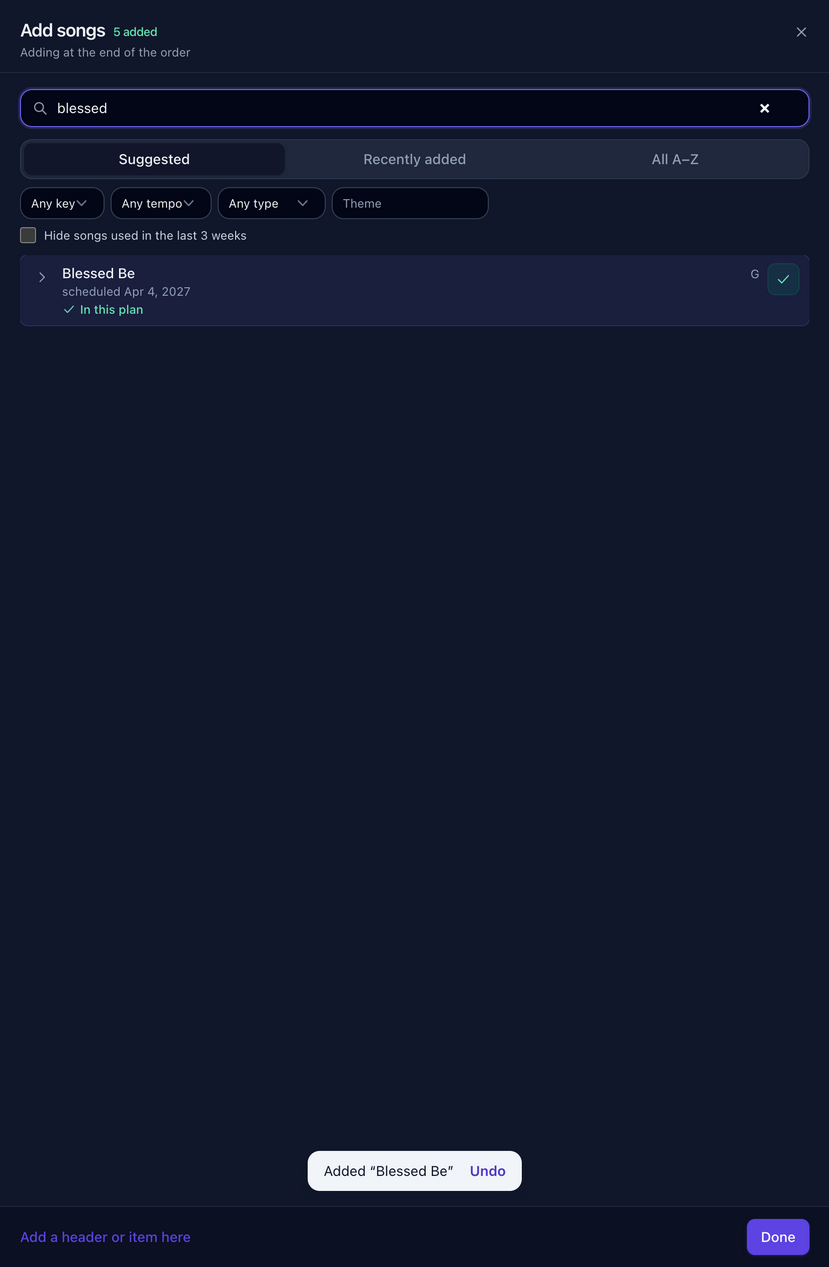 Add songs 5 added
Adding at the end of the order
blessed
Suggested Recently added All A–Z
Any key Any tempo Any type Theme
Hide songs used in the last 3 weeks
Blessed Be G
scheduled Apr 4, 2027
In this plan
Added “Blessed Be” Undo
Add a header or item here Done